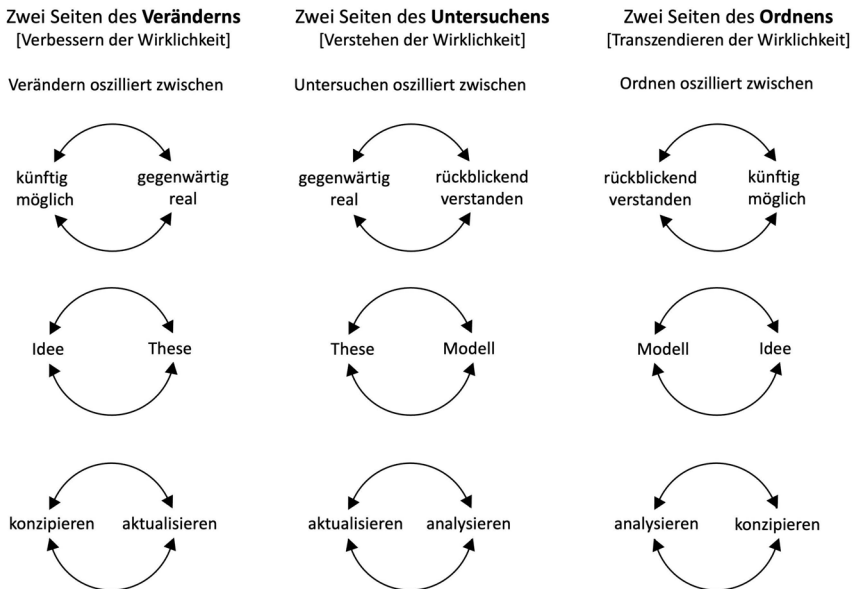 Zwei Seiten des Veränderns
[Verbessern der Wirklichkeit]
Verändern oszilliert zwischen
künftig
möglich
gegenwärtig
real
Idee
These
konzipieren
aktualisieren
Zwei Seiten des Untersuchens
[Verstehen der Wirklichkeit]
Untersuchen oszilliert zwischen
gegenwärtig
real
rückblickend
verstanden
These
Modell
aktualisieren
analysieren
Zwei Seiten des Ordnens
[Transzendieren der Wirklichkeit]
Ordnen oszilliert zwischen
rückblickend
verstanden
künftig
möglich
Modell
Idee
analysieren
konzipieren